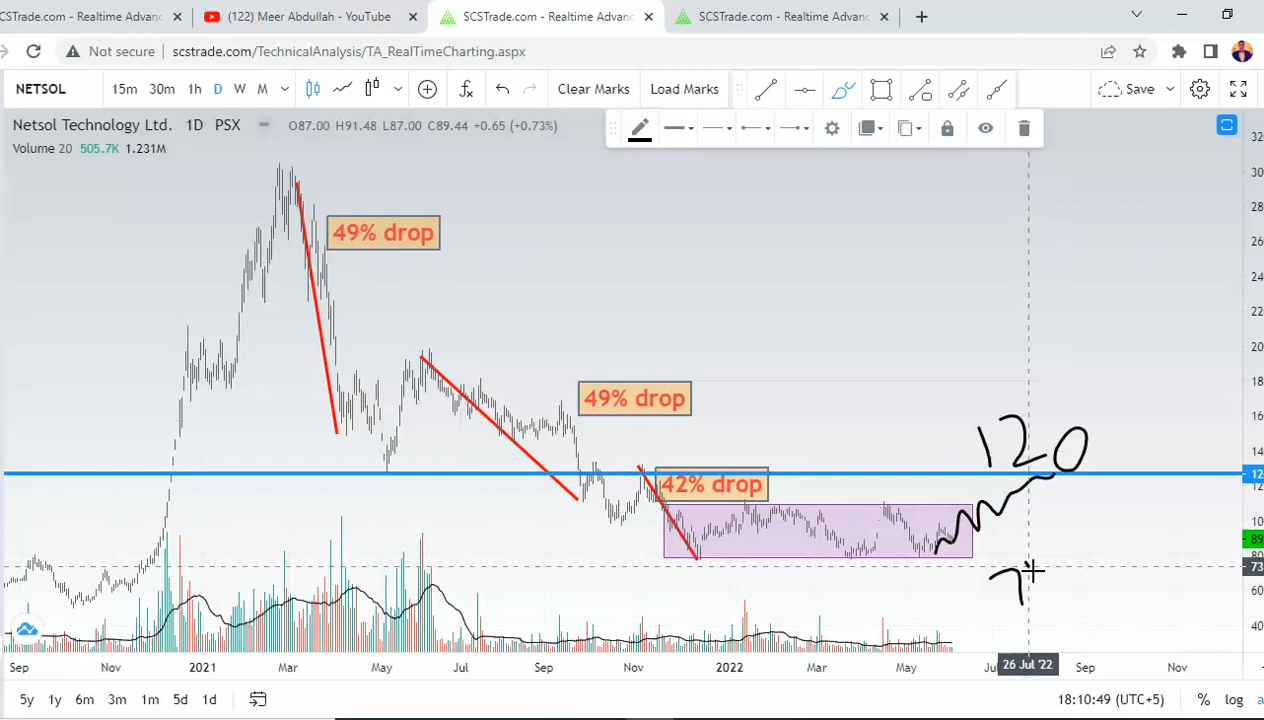 SCSTrade.com - Realtime Advanc × (122) Meer Abdullah - YouTube × SCSTrade.com - Realtime Advanc × SCSTrade.com - Realtime Advanc × +
Not secure | scstrade.com/TechnicalAnalysis/TA_RealTimeCharting.aspx
NETSOL 15m 30m 1h D W M Clear Marks Load Marks Save
Netsol Technology Ltd. 1D PSX O87.00 H91.48 L87.00 C89.44 +0.65 (+0.73%)
Volume 20 505.7K 1.231M
49% drop
49% drop
120
42% drop
7
Sep Nov 2021 Mar May Jul Sep Nov 2022 Mar May 26 Jul '22 Sep Nov
5y 1y 6m 3m 1m 5d 1d 18:10:49 (UTC+5) % log